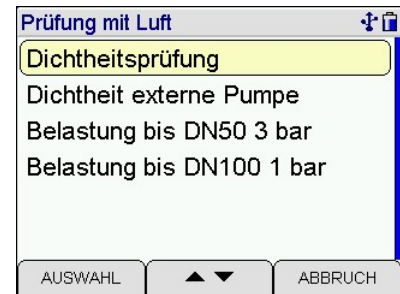 Prüfung mit Luft
Dichtheitsprüfung
Dichtheit externe Pumpe
Belastung bis DN50 3 bar
Belastung bis DN100 1 bar
AUSWAHL ▲ ▼ ABBRUCH